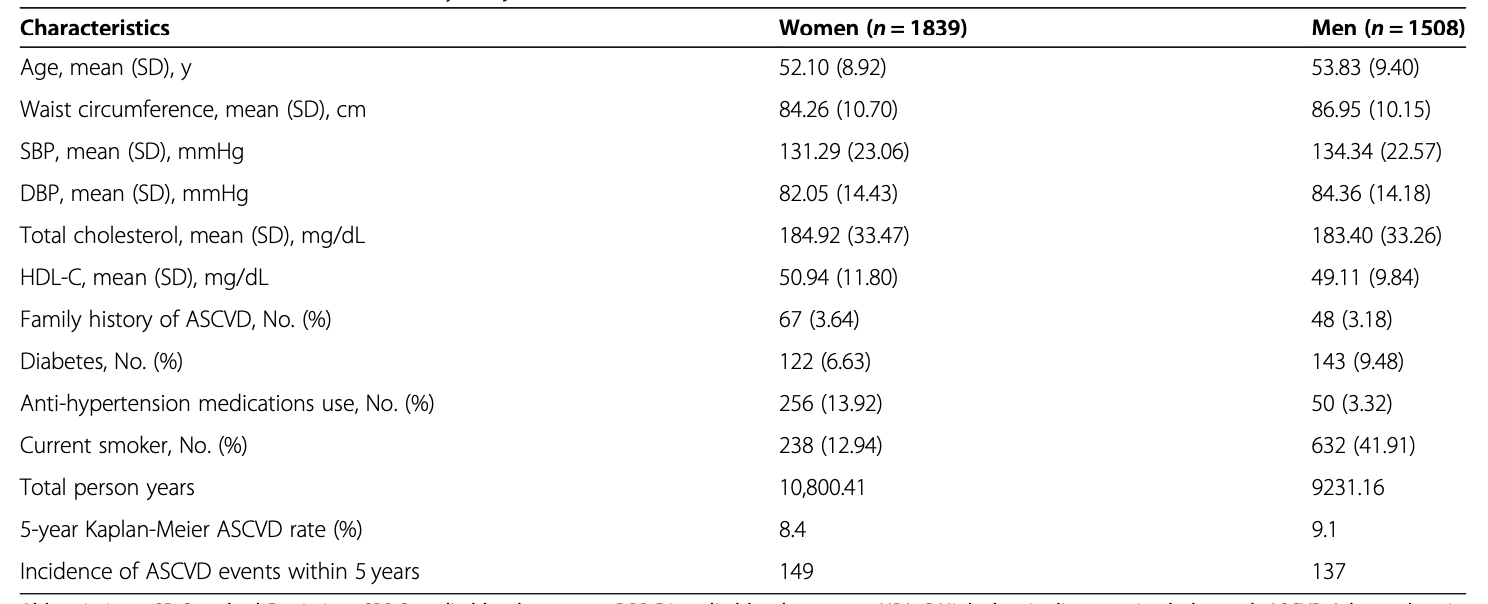 Characteristics Women (n = 1839) Men (n = 1508)
Age, mean (SD), y 52.10 (8.92) 53.83 (9.40)
Waist circumference, mean (SD), cm 84.26 (10.70) 86.95 (10.15)
SBP, mean (SD), mmHg 131.29 (23.06) 134.34 (22.57)
DBP, mean (SD), mmHg 82.05 (14.43) 84.36 (14.18)
Total cholesterol, mean (SD), mg/dL 184.92 (33.47) 183.40 (33.26)
HDL-C, mean (SD), mg/dL 50.94 (11.80) 49.11 (9.84)
Family history of ASCVD, No. (%) 67 (3.64) 48 (3.18)
Diabetes, No. (%) 122 (6.63) 143 (9.48)
Anti-hypertension medications use, No. (%) 256 (13.92) 50 (3.32)
Current smoker, No. (%) 238 (12.94) 632 (41.91)
Total person years 10,800.41 9231.16
5-year Kaplan-Meier ASCVD rate (%) 8.4 9.1
Incidence of ASCVD events within 5 years 149 137